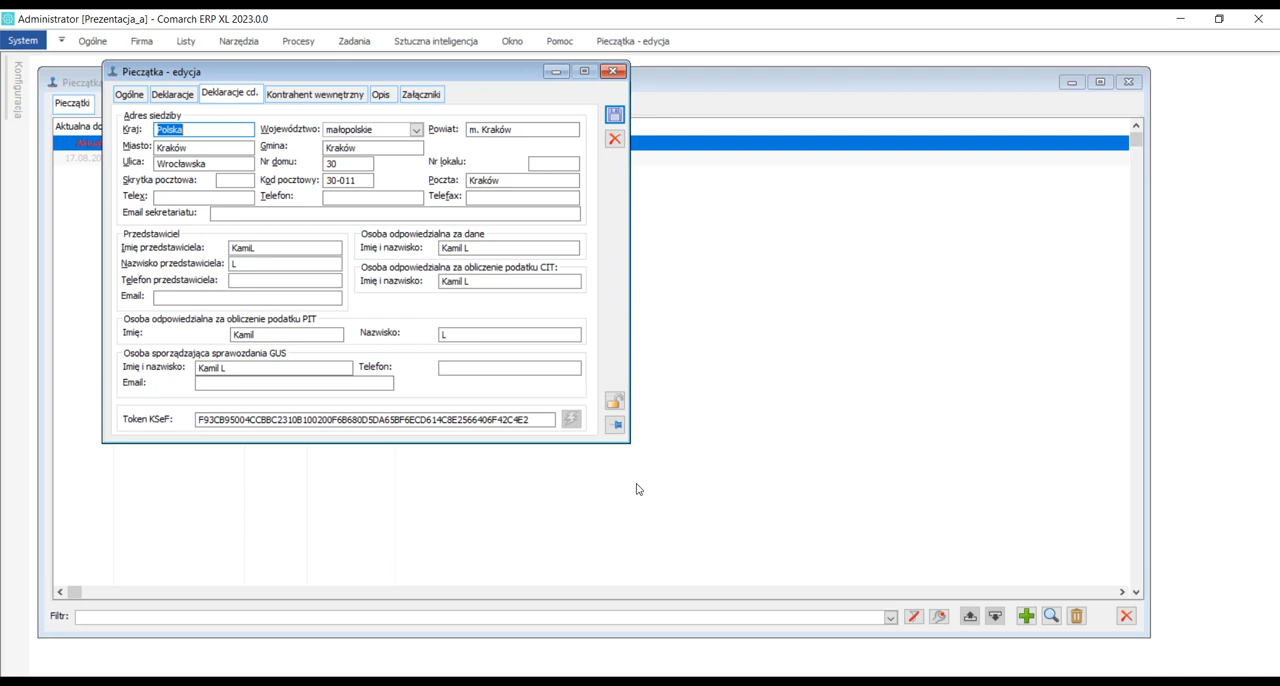 Administrator [Prezentacja_a] - Comarch ERP XL 2023.0.0
System Ogólne Firma Listy Narzędzia Procesy Zadania Sztuczna inteligencja Okno Pomoc Pieczątka - edycja
Konfiguracja
Pieczątk
Pieczątki
Aktualna do
17.08.20
Pieczątka - edycja
Ogólne Deklaracje Deklaracje cd. Kontrahent wewnętrzny Opis Załączniki
Adres siedziby
Kraj: Polska Województwo: małopolskie Powiat: m. Kraków
Miasto: Kraków Gmina: Kraków
Ulica: Wrocławska Nr domu: 30 Nr lokalu:
Skrytka pocztowa: Kod pocztowy: 30-011 Poczta: Kraków
Telex: Telefon: Telefax:
Email sekretariatu:
Przedstawiciel
Imię przedstawiciela: KamiL
Nazwisko przedstawiciela: L
Telefon przedstawiciela:
Email:
Osoba odpowiedzialna za dane
Imię i nazwisko: Kamil L
Osoba odpowiedzialna za obliczenie podatku CIT:
Imię i nazwisko: Kamil L
Osoba odpowiedzialna za obliczenie podatku PIT
Imię: Kamil Nazwisko: L
Osoba sporządzająca sprawozdania GUS
Imię i nazwisko: Kamil L Telefon:
Email:
Token KSeF: F93CB95004CCBBC2310B100200F6B680D5DA65BF6ECD614C8E2566406F42C4E2
Filtr: